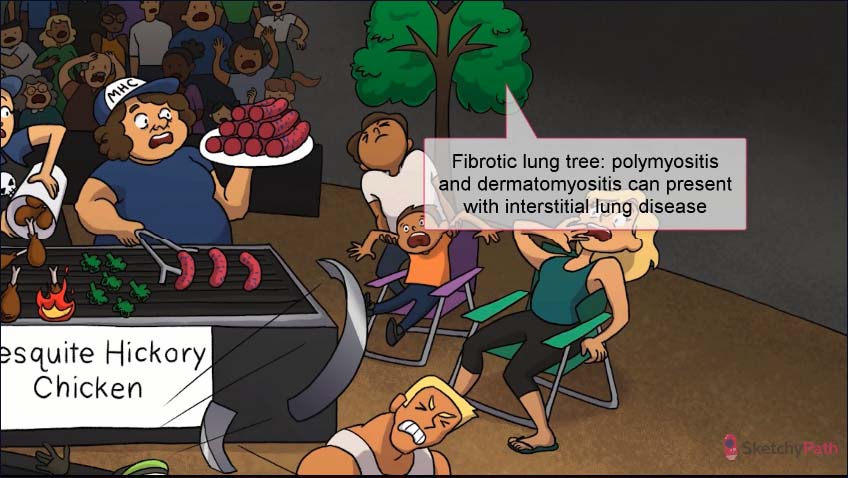 MHC
Fibrotic lung tree: polymyositis
and dermatomyositis can present
with interstitial lung disease
esquite Hickory
Chicken
SketchyPath